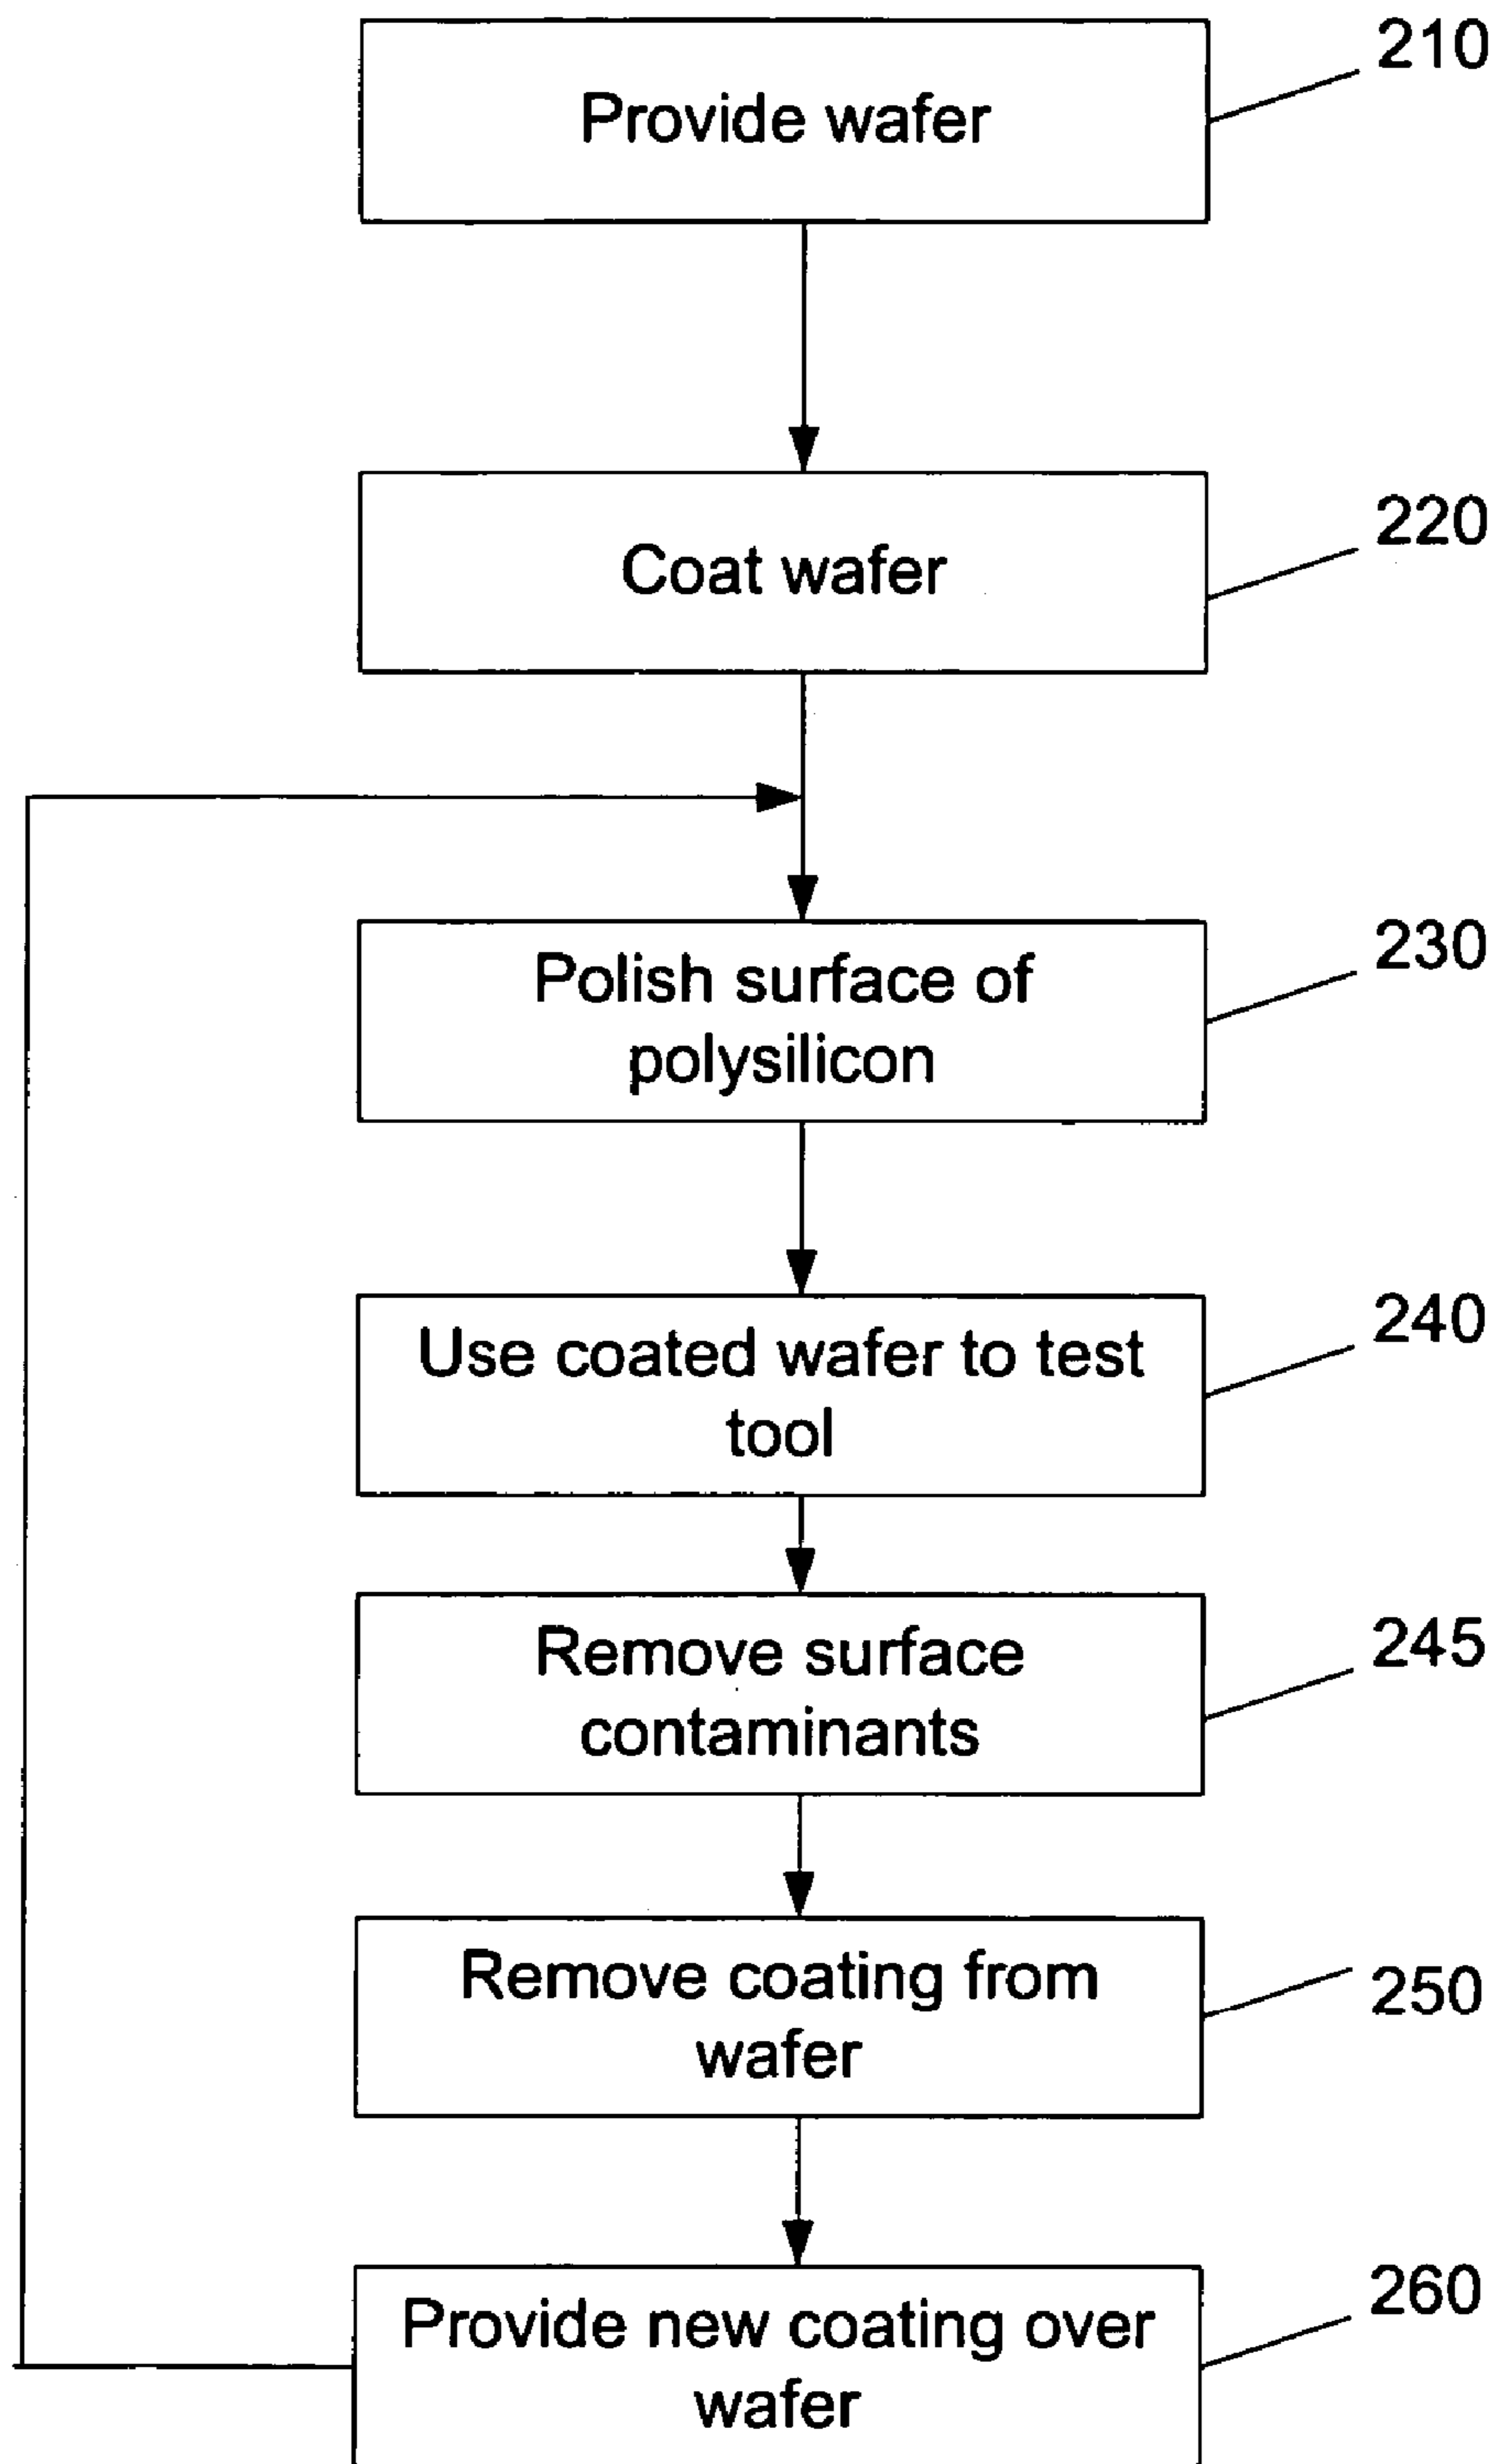 210
Provide wafer
220
Coat wafer
230
Polish surface of
polysilicon
240
Use coated wafer to test
tool
245
Remove surface
contaminants
250
Remove coating from
wafer
260
Provide new coating over
wafer